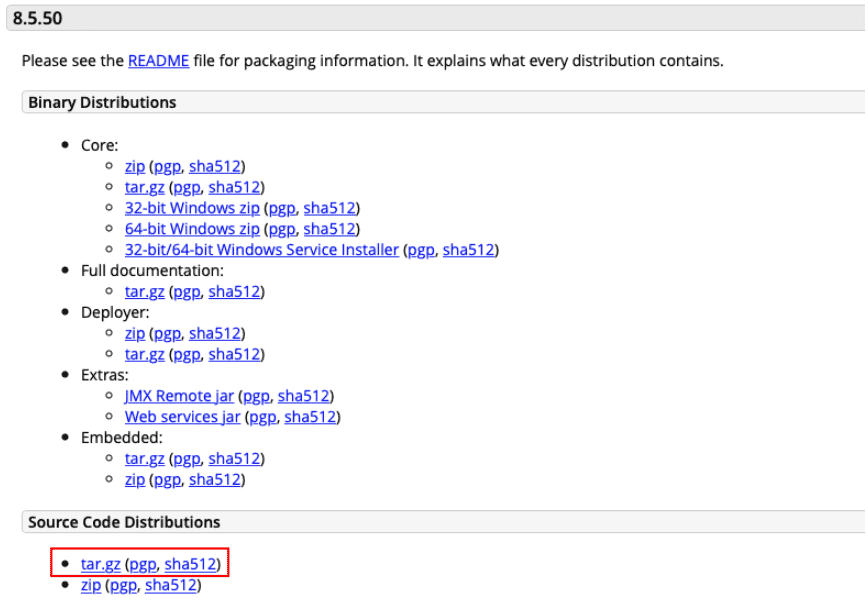 8.5.50
Please see the README file for packaging information. It explains what every distribution contains.
Binary Distributions
Core:
zip (pgp, sha512)
tar.gz (pgp, sha512)
32-bit Windows zip (pgp, sha512)
64-bit Windows zip (pgp, sha512)
32-bit/64-bit Windows Service Installer (pgp, sha512)
Full documentation:
tar.gz (pgp, sha512)
Deployer:
zip (pgp, sha512)
tar.gz (pgp, sha512)
Extras:
JMX Remote jar (pgp, sha512)
Web services jar (pgp, sha512)
Embedded:
tar.gz (pgp, sha512)
zip (pgp, sha512)
Source Code Distributions
tar.gz (pgp, sha512)
zip (pgp, sha512)